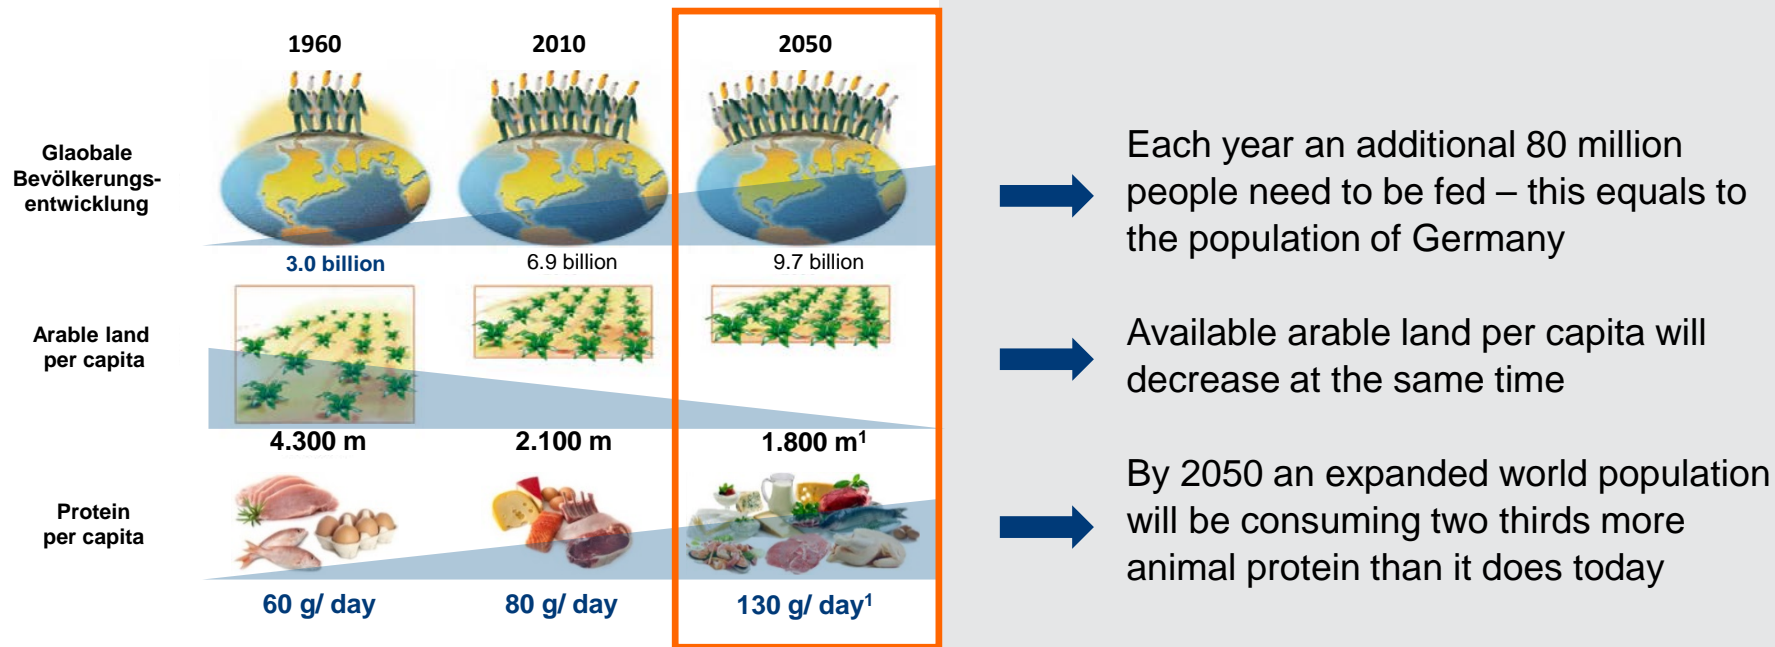 1960
2010
2050
Glaobale
Bevölkerungs-
entwicklung
3.0 billion
6.9 billion
9.7 billion
Each year an additional 80 million
people need to be fed – this equals to
the population of Germany
Arable land
per capita
4.300 m
2.100 m
1.800 m¹
Available arable land per capita will
decrease at the same time
Protein
per capita
60 g/ day
80 g/ day
130 g/ day¹
By 2050 an expanded world population
will be consuming two thirds more
animal protein than it does today